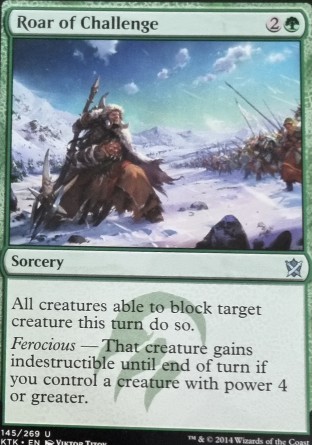 Roar of Challenge 2
Sorcery
All creatures able to block target
creature this turn do so.
Ferocious — That creature gains
indestructible until end of turn if
you control a creature with power 4
or greater.
145/269 U
KTK • EN Viktor Titov
™ & © 2014 Wizards of the Coast